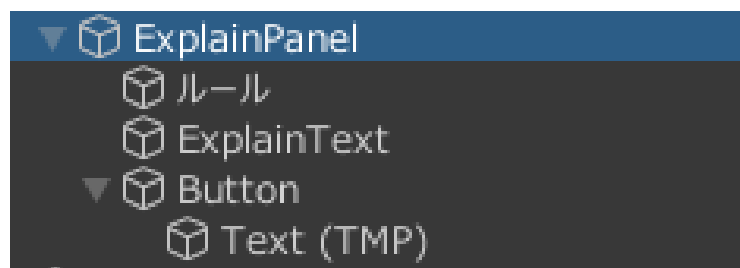 ExplainPanel
ルール
ExplainText
Button
Text (TMP)